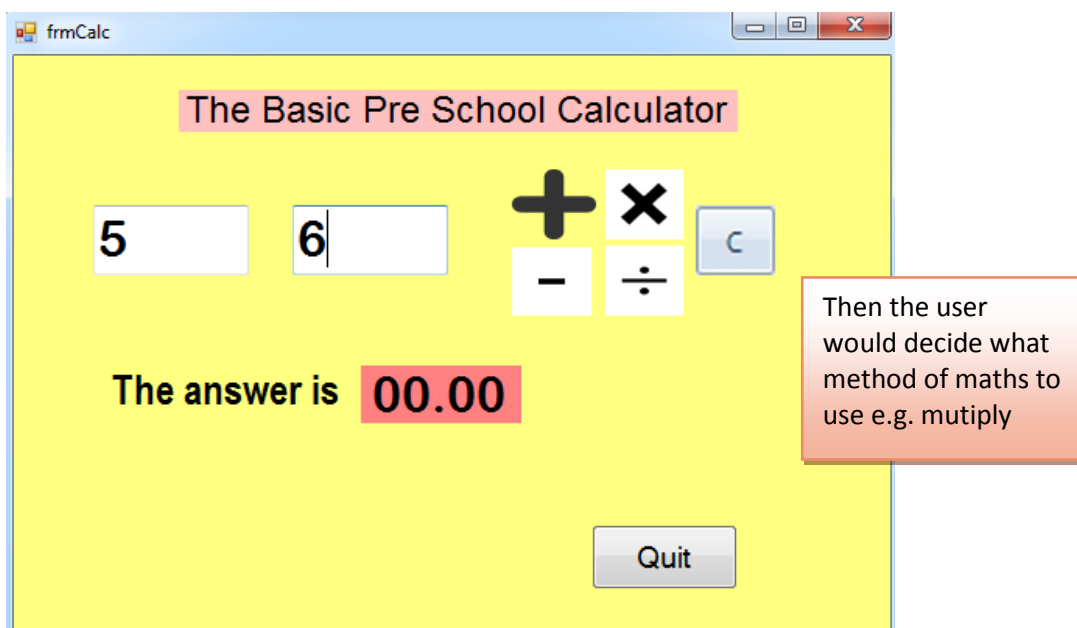 frmCalc
The Basic Pre School Calculator
5 6
+ × C
- ÷
The answer is 00.00
Then the user
would decide what
method of maths to
use e.g. mutiply
Quit